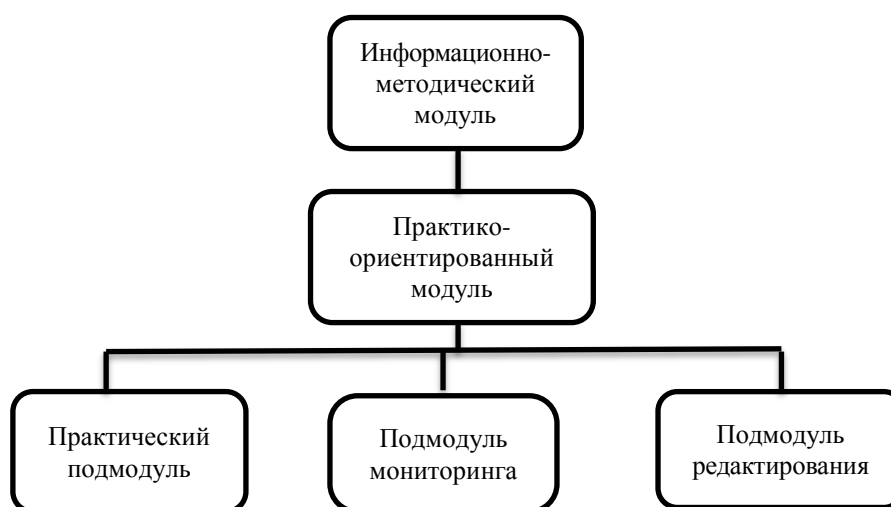 Информационно-
методический
модуль
Практико-
ориентированный
модуль
Практический
подмодуль
Подмодуль
мониторинга
Подмодуль
редактирования